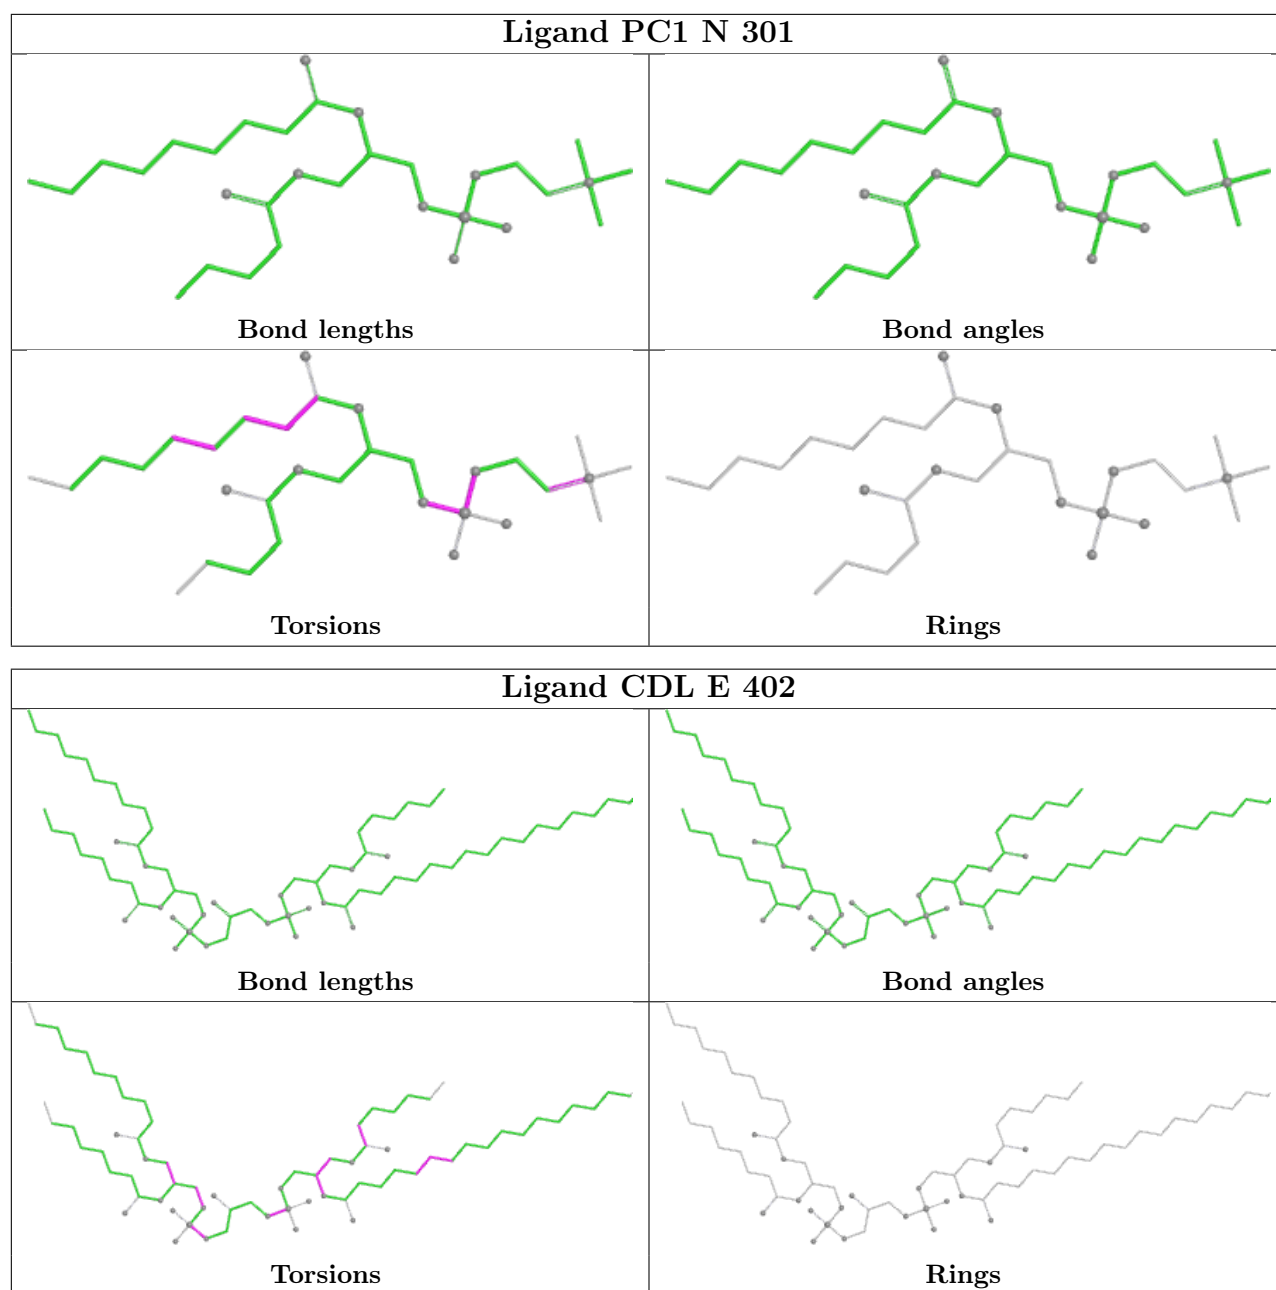 Ligand PC1 N 301
Bond lengths
Bond angles
Torsions
Rings
Ligand CDL E 402
Bond lengths
Bond angles
Torsions
Rings